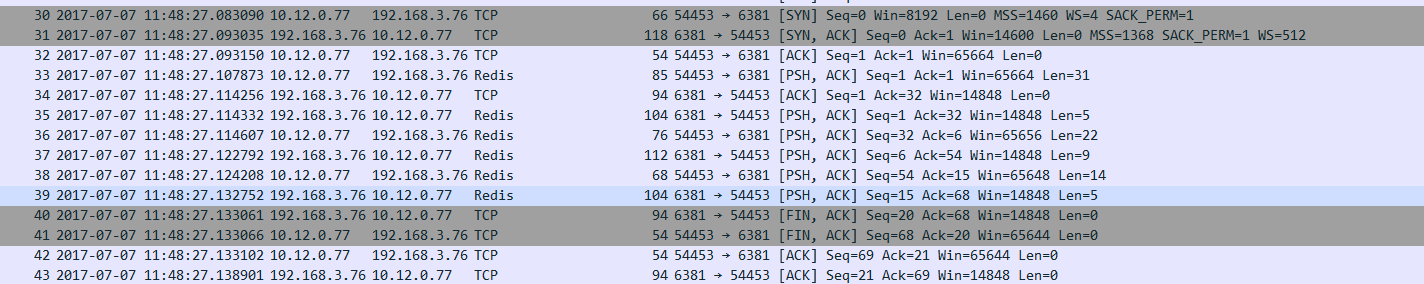 30 2017-07-07 11:48:27.083090 10.12.0.77 192.168.3.76 TCP 66 54453 → 6381 [SYN] Seq=0 Win=8192 Len=0 MSS=1460 WS=4 SACK_PERM=1
31 2017-07-07 11:48:27.093035 192.168.3.76 10.12.0.77 TCP 118 6381 → 54453 [SYN, ACK] Seq=0 Ack=1 Win=14600 Len=0 MSS=1368 SACK_PERM=1 WS=512
32 2017-07-07 11:48:27.093150 10.12.0.77 192.168.3.76 TCP 54 54453 → 6381 [ACK] Seq=1 Ack=1 Win=65664 Len=0
33 2017-07-07 11:48:27.107873 10.12.0.77 192.168.3.76 Redis 85 54453 → 6381 [PSH, ACK] Seq=1 Ack=1 Win=65664 Len=31
34 2017-07-07 11:48:27.114256 192.168.3.76 10.12.0.77 TCP 94 6381 → 54453 [ACK] Seq=1 Ack=32 Win=14848 Len=0
35 2017-07-07 11:48:27.114332 192.168.3.76 10.12.0.77 Redis 104 6381 → 54453 [PSH, ACK] Seq=1 Ack=32 Win=14848 Len=5
36 2017-07-07 11:48:27.114607 10.12.0.77 192.168.3.76 Redis 76 54453 → 6381 [PSH, ACK] Seq=32 Ack=6 Win=65656 Len=22
37 2017-07-07 11:48:27.122792 192.168.3.76 10.12.0.77 Redis 112 6381 → 54453 [PSH, ACK] Seq=6 Ack=54 Win=14848 Len=9
38 2017-07-07 11:48:27.124208 10.12.0.77 192.168.3.76 Redis 68 54453 → 6381 [PSH, ACK] Seq=54 Ack=15 Win=65648 Len=14
39 2017-07-07 11:48:27.132752 192.168.3.76 10.12.0.77 Redis 104 6381 → 54453 [PSH, ACK] Seq=15 Ack=68 Win=14848 Len=5
40 2017-07-07 11:48:27.133061 192.168.3.76 10.12.0.77 TCP 94 6381 → 54453 [FIN, ACK] Seq=20 Ack=68 Win=14848 Len=0
41 2017-07-07 11:48:27.133066 10.12.0.77 192.168.3.76 TCP 54 54453 → 6381 [FIN, ACK] Seq=68 Ack=20 Win=65644 Len=0
42 2017-07-07 11:48:27.133102 10.12.0.77 192.168.3.76 TCP 54 54453 → 6381 [ACK] Seq=69 Ack=21 Win=65644 Len=0
43 2017-07-07 11:48:27.138901 192.168.3.76 10.12.0.77 TCP 94 6381 → 54453 [ACK] Seq=21 Ack=69 Win=14848 Len=0